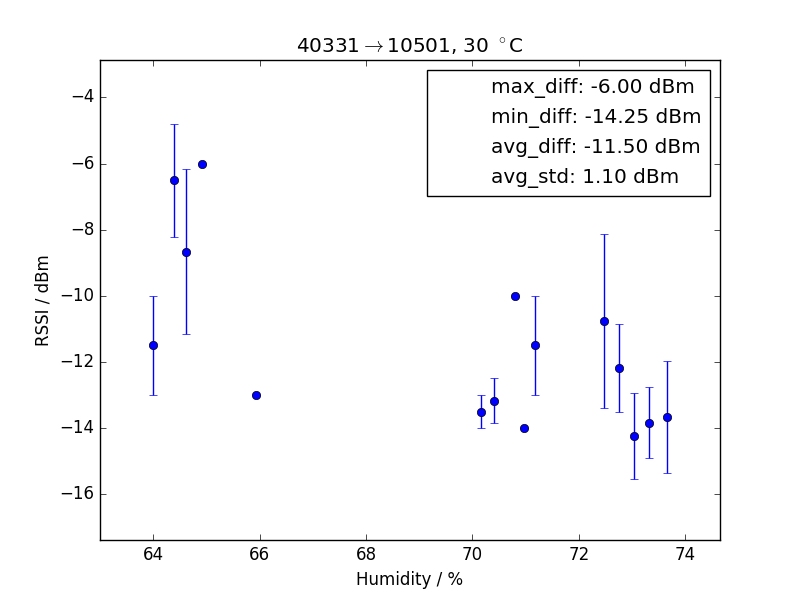 40331→10501, 30 °C
max_diff: -6.00 dBm
min_diff: -14.25 dBm
avg_diff: -11.50 dBm
avg_std: 1.10 dBm
RSSI / dBm
−4
−6
−8
−10
−12
−14
−16
64 66 68 70 72 74
Humidity / %